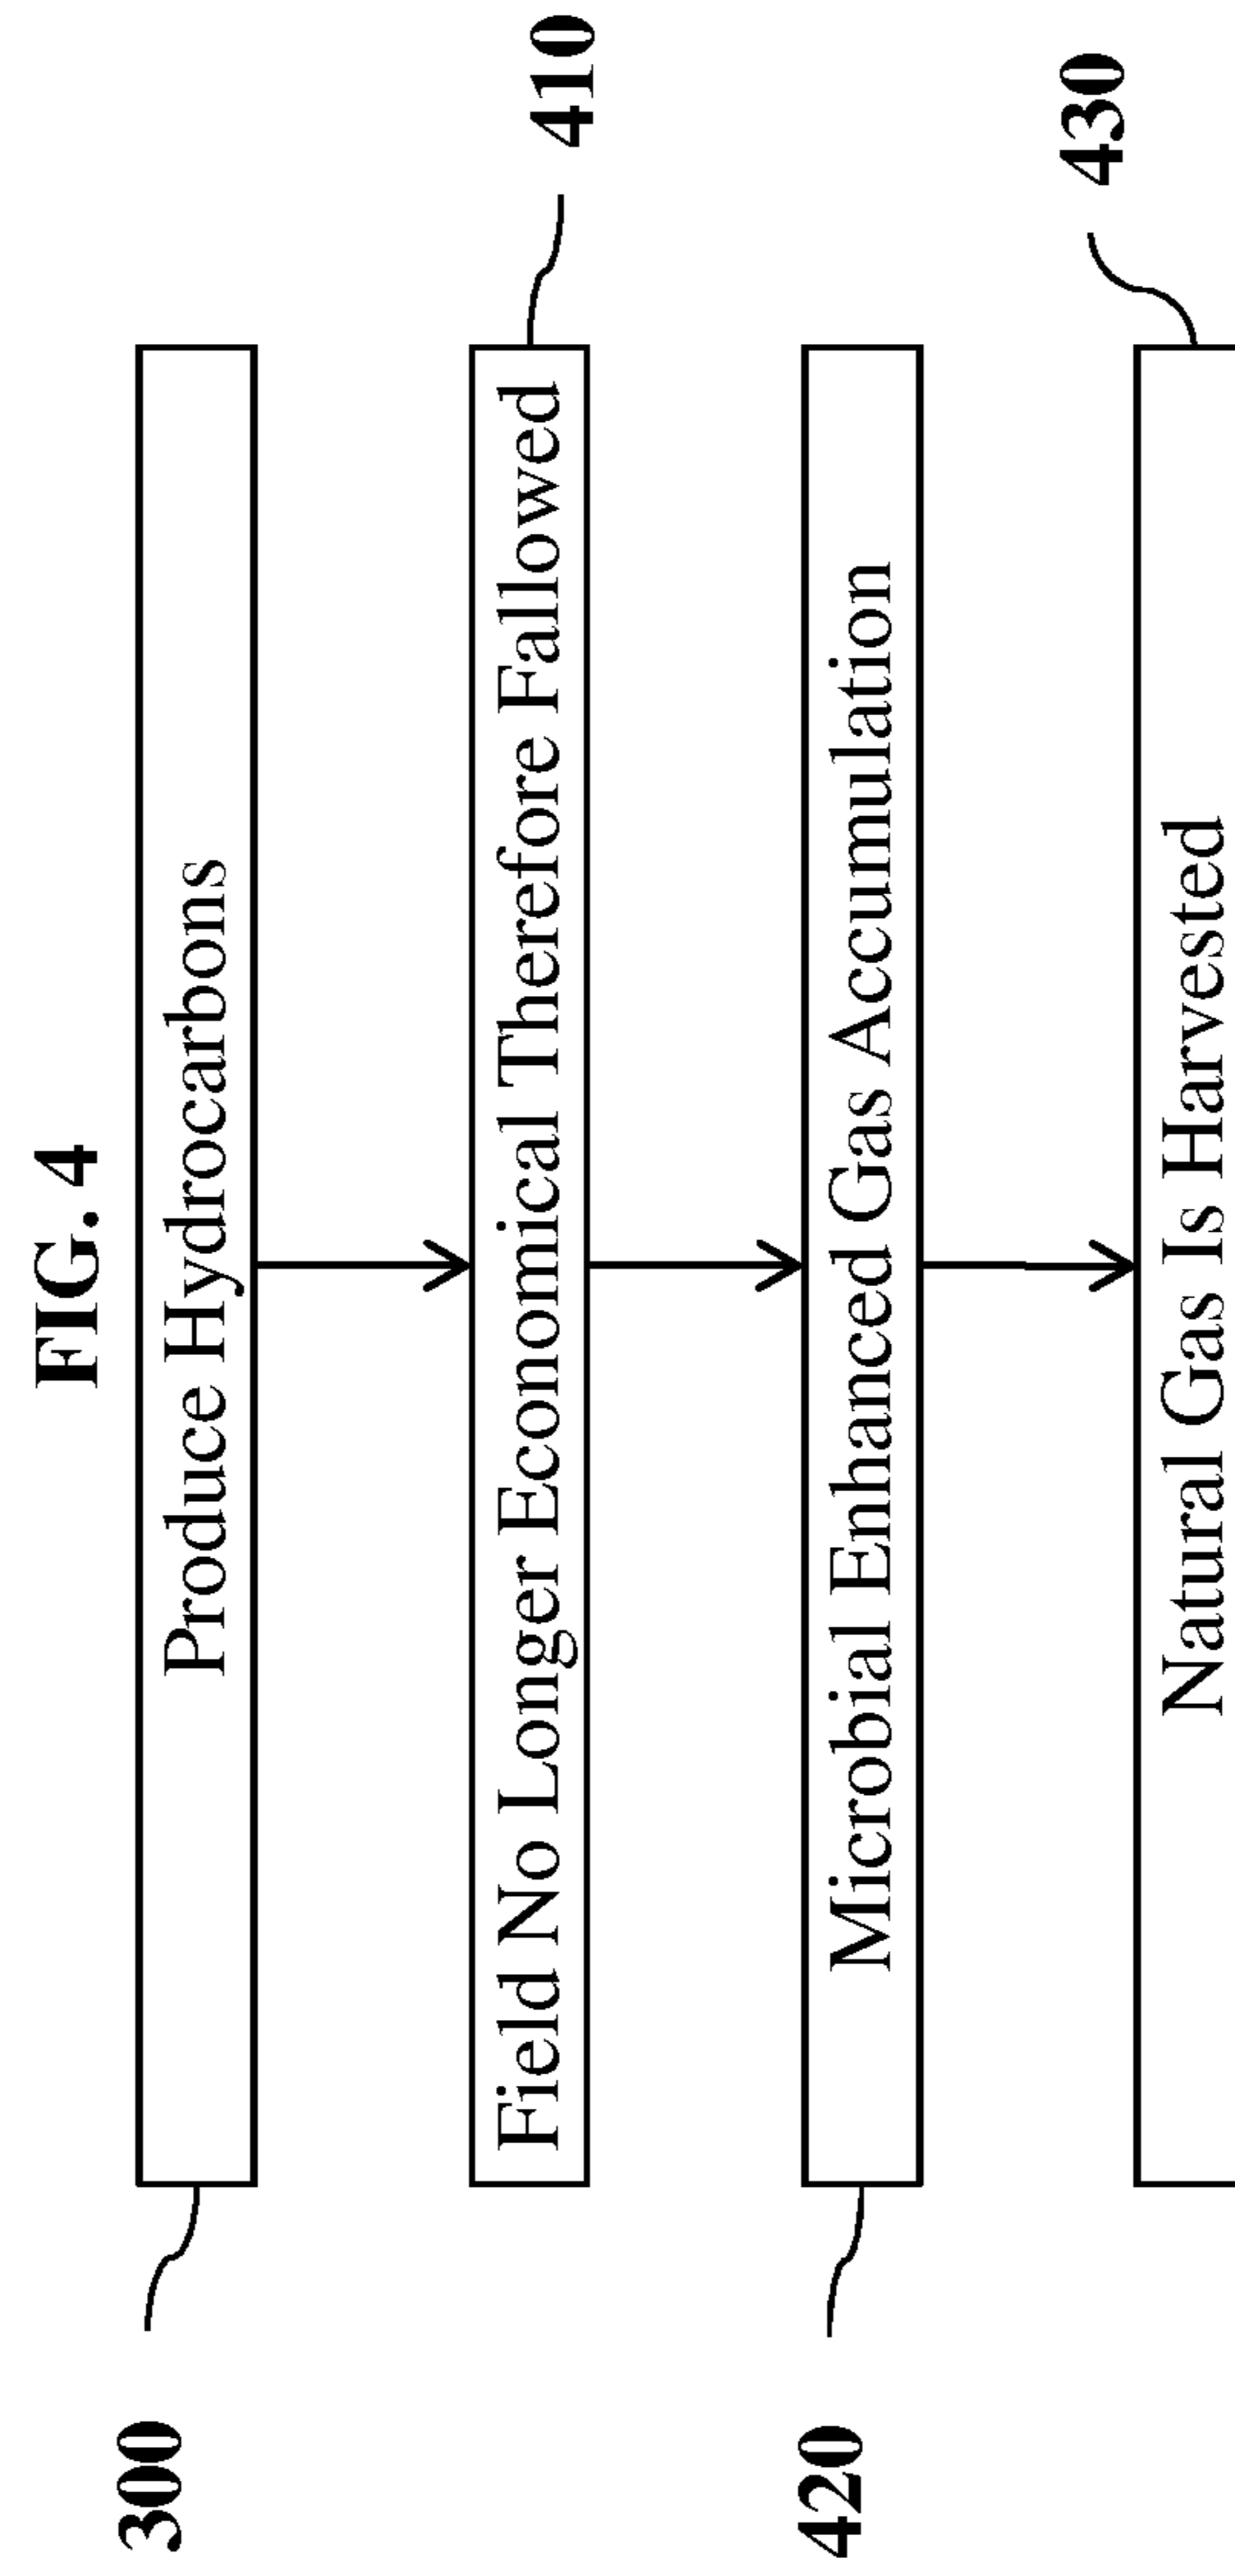 FIG. 4
300
Produce Hydrocarbons
Field No Longer Economical Therefore Fallowed
410
420
Microbial Enhanced Gas Accumulation
Natural Gas Is Harvested
430